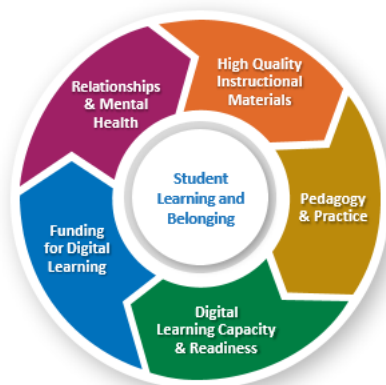 High Quality
Instructional
Materials
Pedagogy
& Practice
Digital
Learning Capacity
& Readiness
Funding
for Digital
Learning
Relationships
& Mental
Health
Student
Learning and
Belonging